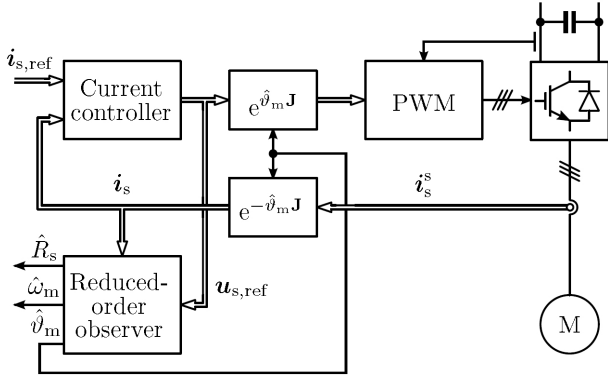 i_s,ref
Current
controller
e^ϑ̂_m J
PWM
i_s
e^−ϑ̂_m J
i_s^s
R̂_s
ω̂_m
ϑ̂_m
Reduced-
order
observer
u_s,ref
M